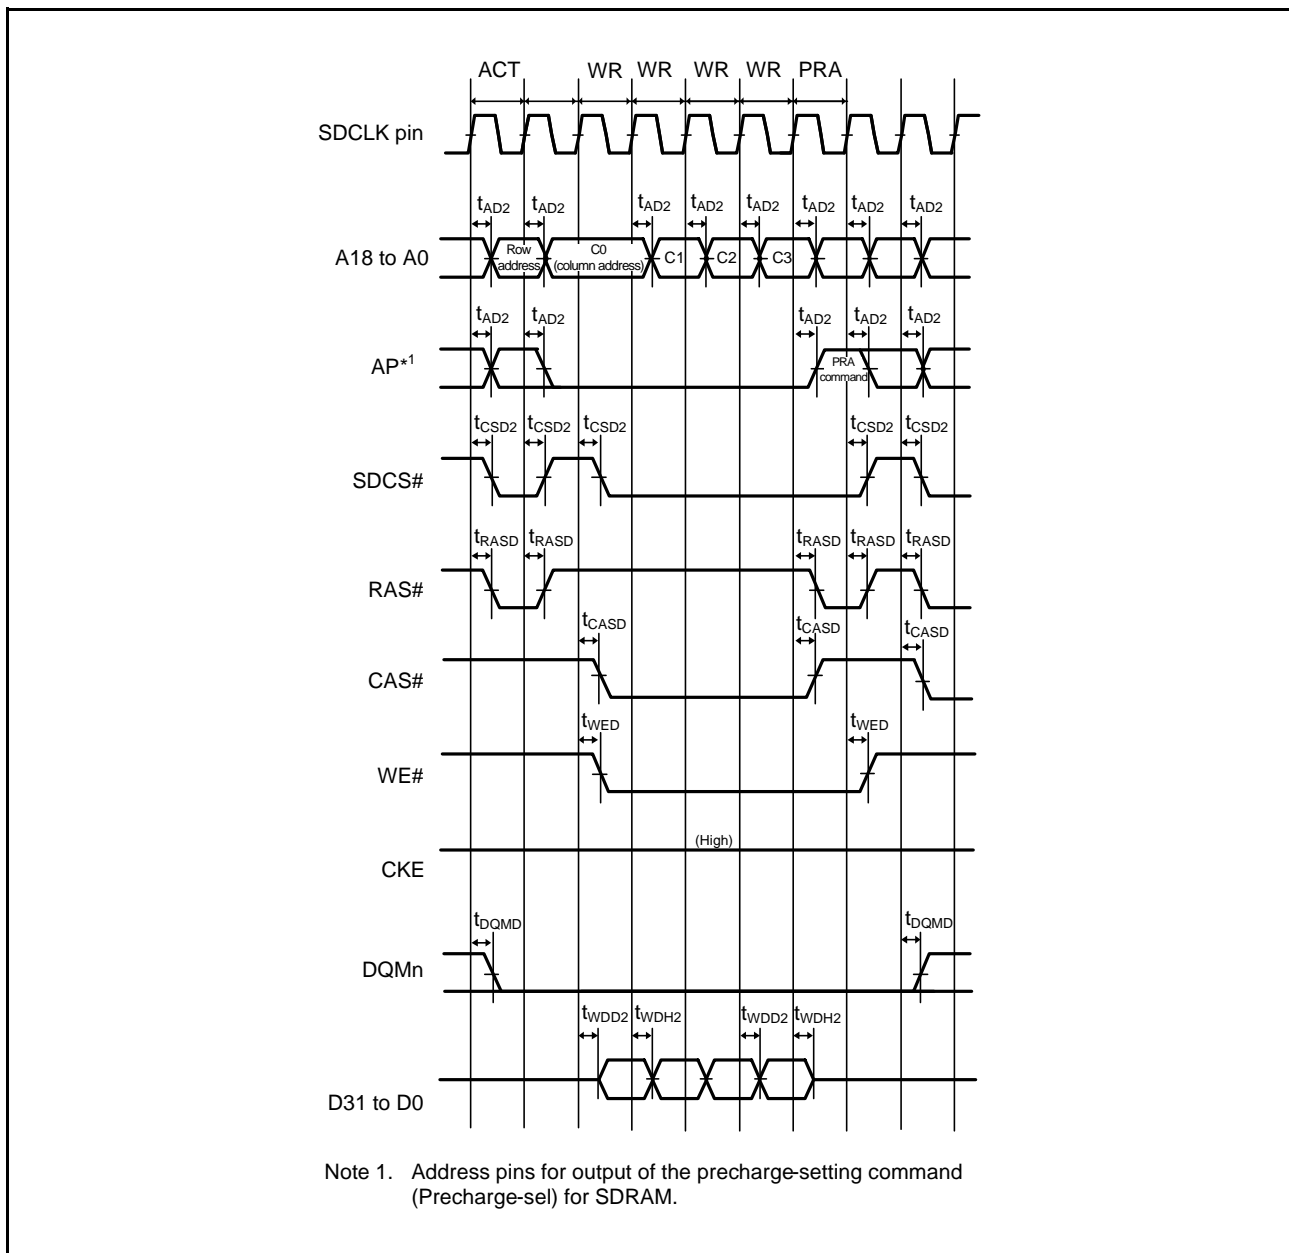 ACT WR WR WR WR PRA
SDCLK pin
tAD2 tAD2 tAD2 tAD2 tAD2 tAD2 tAD2 tAD2
A18 to A0
Row address
C0 (column address)
C1 C2 C3
tAD2 tAD2 tAD2 tAD2 tAD2
AP*1
PRA command
tCSD2 tCSD2 tCSD2 tCSD2 tCSD2
SDCS#
tRASD tRASD tRASD tRASD tRASD
RAS#
tCASD tCASD tCASD
CAS#
tWED tWED
WE#
(High)
CKE
tDQMD tDQMD
DQMn
tWDD2 tWDH2 tWDD2 tWDH2
D31 to D0
Note 1. Address pins for output of the precharge-setting command
(Precharge-sel) for SDRAM.